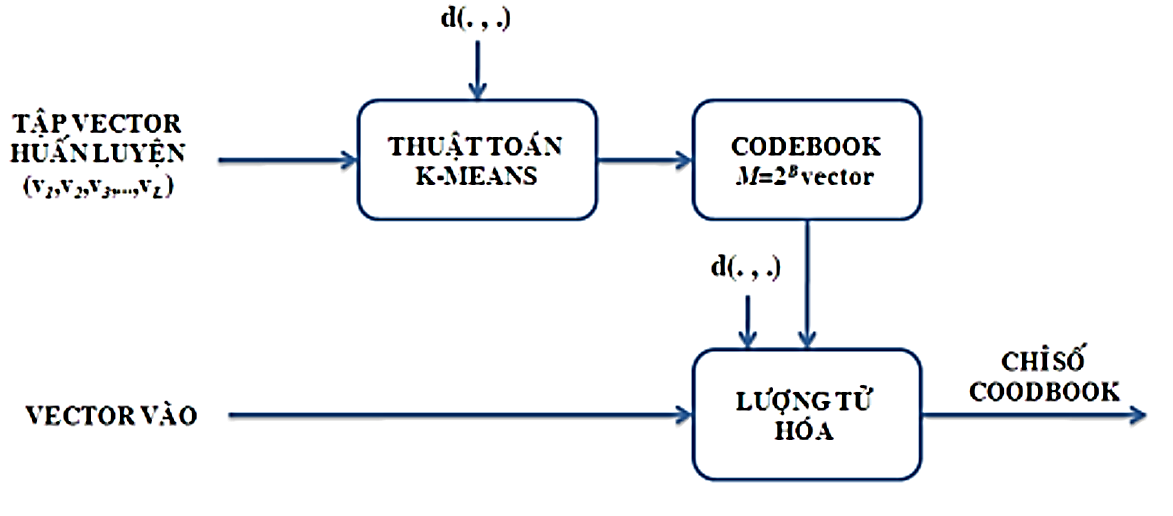 d(. , .)
TẬP VECTOR
HUẤN LUYỆN
(v1,v2,v3,...,vL)
THUẬT TOÁN
K-MEANS
CODEBOOK
M=2^B vector
d(. , .)
VECTOR VÀO
LƯỢNG TỬ
HÓA
CHỈ SỐ
COODBOOK